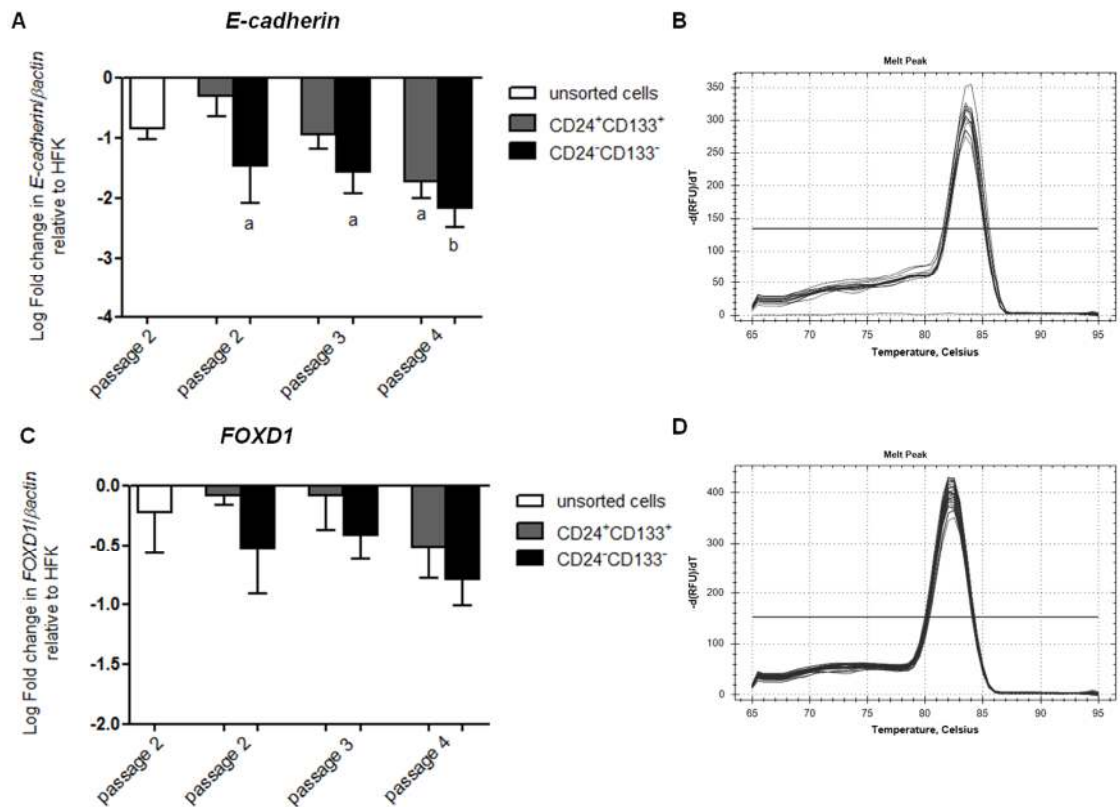 A
E-cadherin
Log Fold change in E-cadherin/βactin
relative to HFK
0
-1
-2
-3
-4
a
a
a
b
passage 2
passage 2
passage 3
passage 4
unsorted cells
CD24+CD133+
CD24-CD133-
B
Melt Peak
-d(RFU)/dT
350
300
250
200
150
100
50
0
65
70
75
80
85
90
95
Temperature, Celsius
C
FOXD1
Log Fold change in FOXD1/βactin
relative to HFK
0.0
-0.5
-1.0
-1.5
-2.0
passage 2
passage 2
passage 3
passage 4
unsorted cells
CD24+CD133+
CD24-CD133-
D
Melt Peak
-d(RFU)/dT
400
300
200
100
0
65
70
75
80
85
90
95
Temperature, Celsius